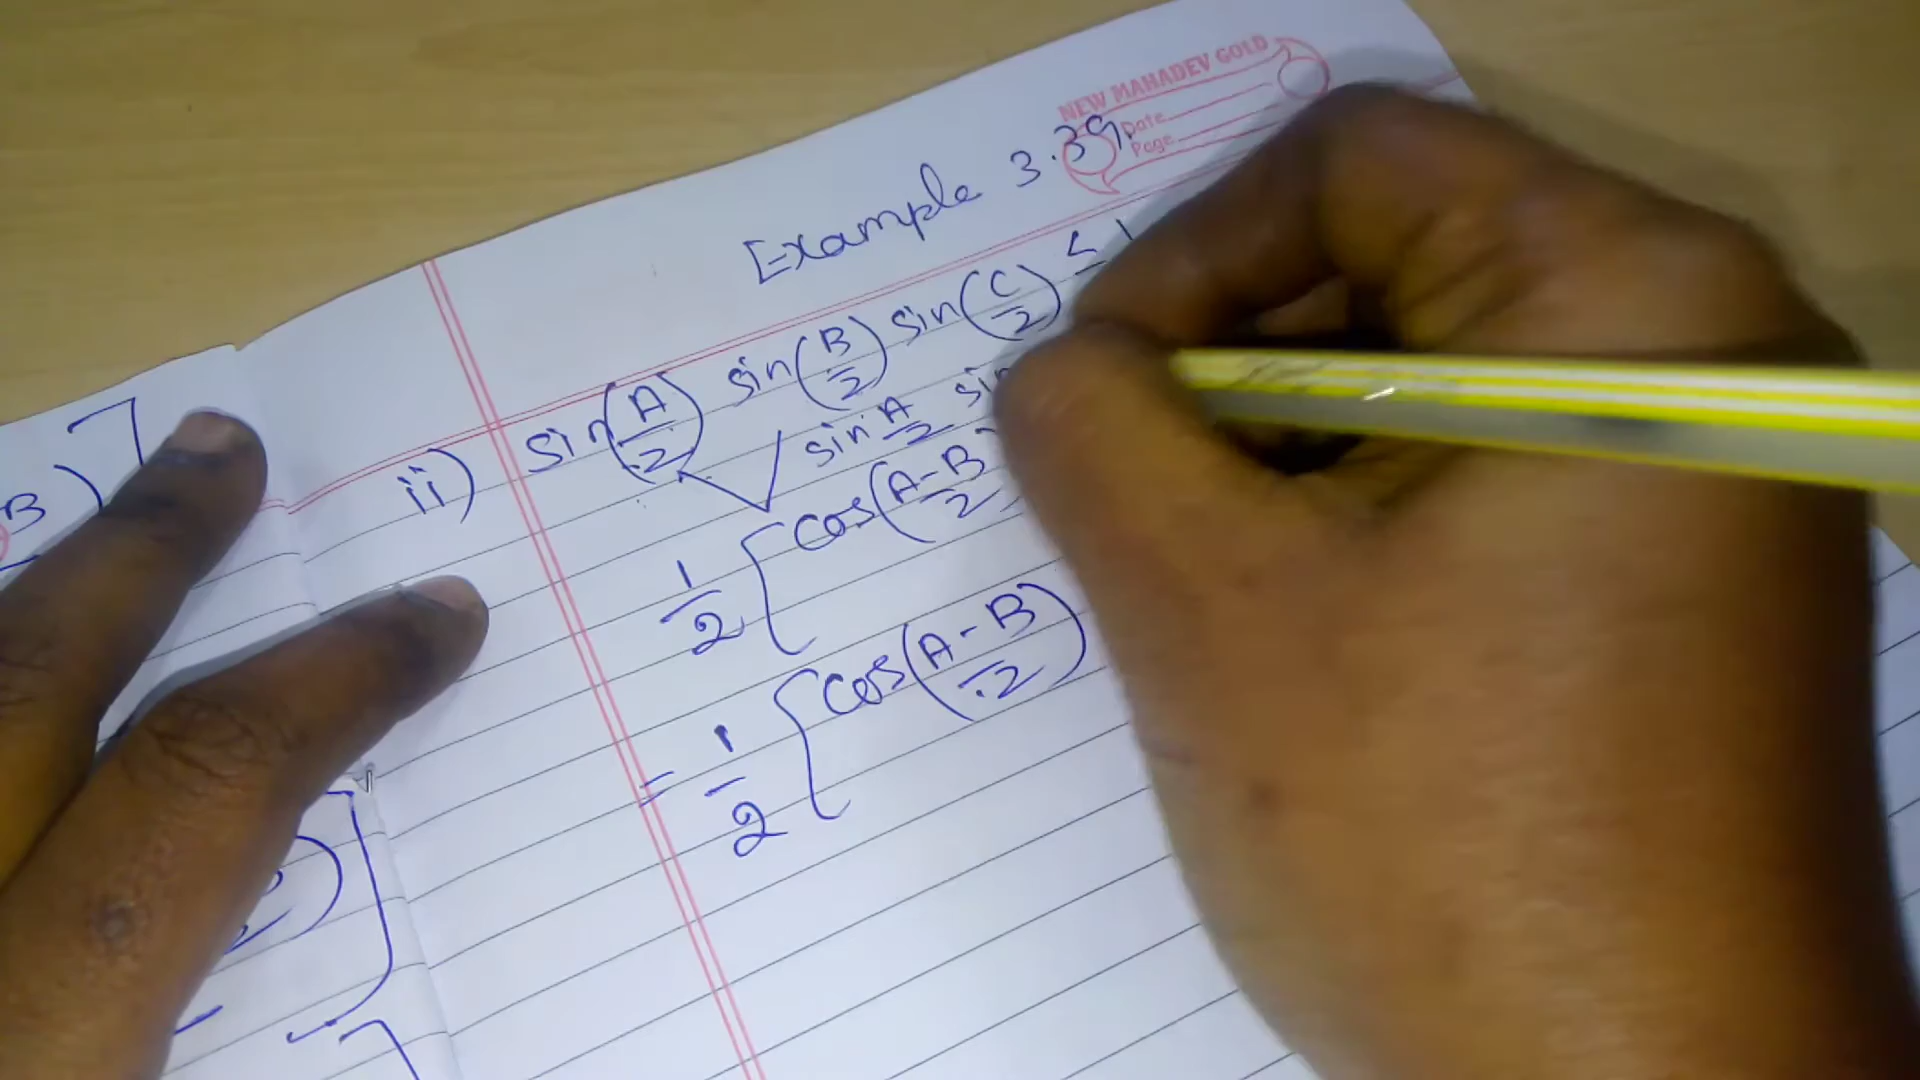 NEW MAHADEV GOLD
Date
Page
Example 3.39.
ii) sin(A/2) sin(B/2) sin(C/2) ≤ 1
sin A/2 sin
1/2 [cos(A-B/2)
= 1/2 [cos(A-B/2)
B)]